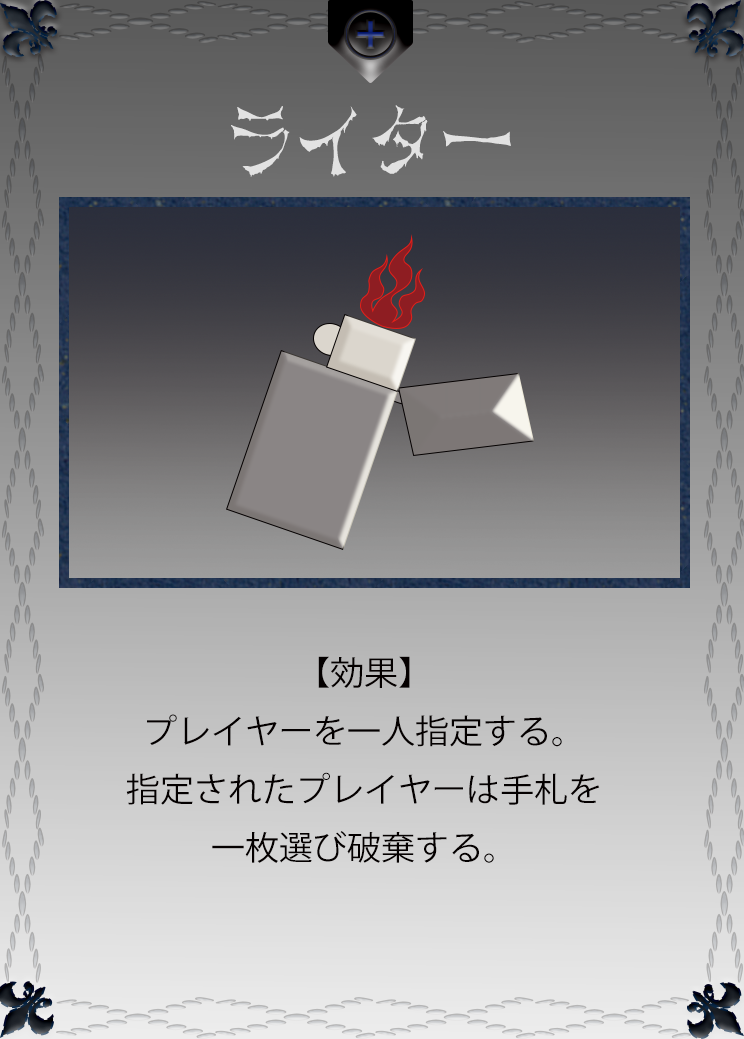 ライター
【効果】
プレイヤーを一人指定する。
指定されたプレイヤーは手札を
一枚選び破棄する。